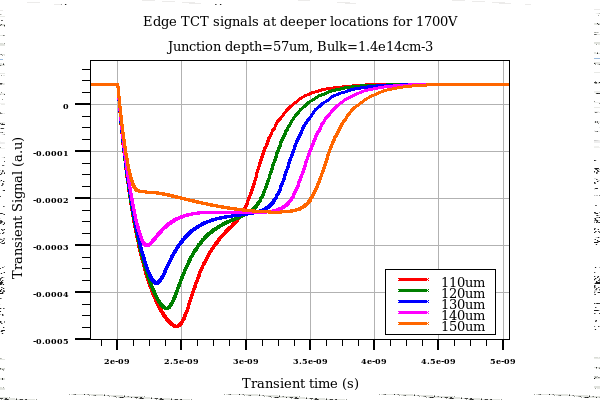 Edge TCT signals at deeper locations for 1700V
Junction depth=57um, Bulk=1.4e14cm-3
Transient Signal (a.u)
0
-0.0001
-0.0002
-0.0003
-0.0004
-0.0005
2e-09 2.5e-09 3e-09 3.5e-09 4e-09 4.5e-09 5e-09
Transient time (s)
110um
120um
130um
140um
150um